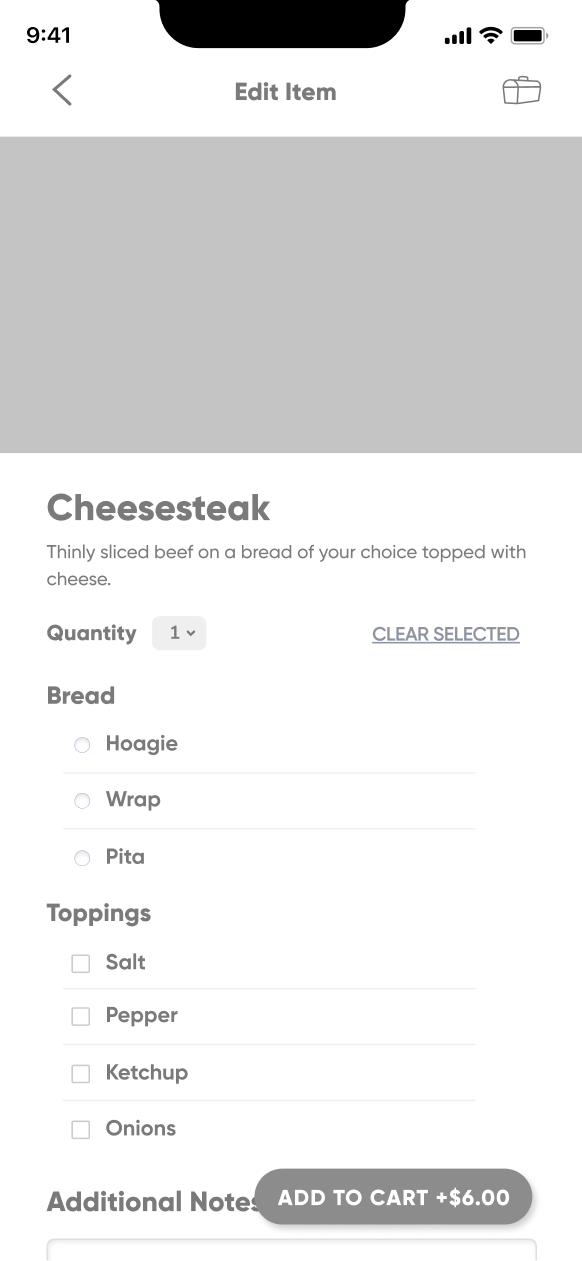 9:41
Edit Item
Cheesesteak
Thinly sliced beef on a bread of your choice topped with
cheese.
Quantity 1 CLEAR SELECTED
Bread
Hoagie
Wrap
Pita
Toppings
Salt
Pepper
Ketchup
Onions
Additional Notes ADD TO CART +$6.00